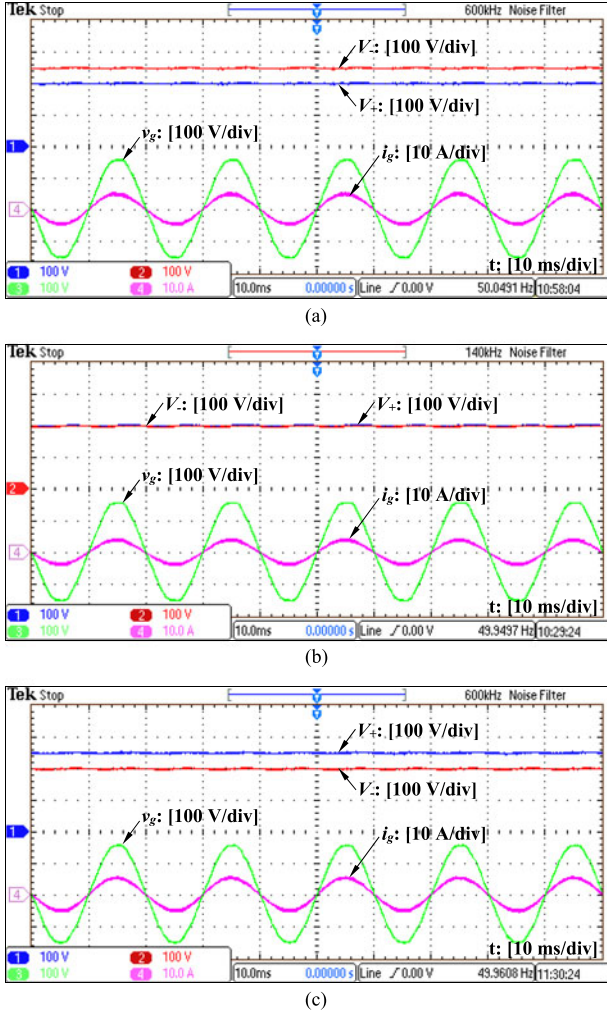 Tek Stop
600kHz Noise Filter
V-: [100 V/div]
V+: [100 V/div]
vg: [100 V/div]
ig: [10 A/div]
1
4
t: [10 ms/div]
1 100 V 2 100 V
3 100 V 4 10.0 A
10.0ms 0.00000 s Line ∫ 0.00 V 50.0491 Hz 10:58:04
(a)
Tek Stop
140kHz Noise Filter
V-: [100 V/div]
V+: [100 V/div]
vg: [100 V/div]
ig: [10 A/div]
2
4
t: [10 ms/div]
1 100 V 2 100 V
3 100 V 4 10.0 A
10.0ms 0.00000 s Line ∫ 0.00 V 49.9497 Hz 10:29:24
(b)
Tek Stop
600kHz Noise Filter
V+: [100 V/div]
V-: [100 V/div]
vg: [100 V/div]
ig: [10 A/div]
1
4
t: [10 ms/div]
1 100 V 2 100 V
3 100 V 4 10.0 A
10.0ms 0.00000 s Line ∫ 0.00 V 49.9608 Hz 11:30:24
(c)